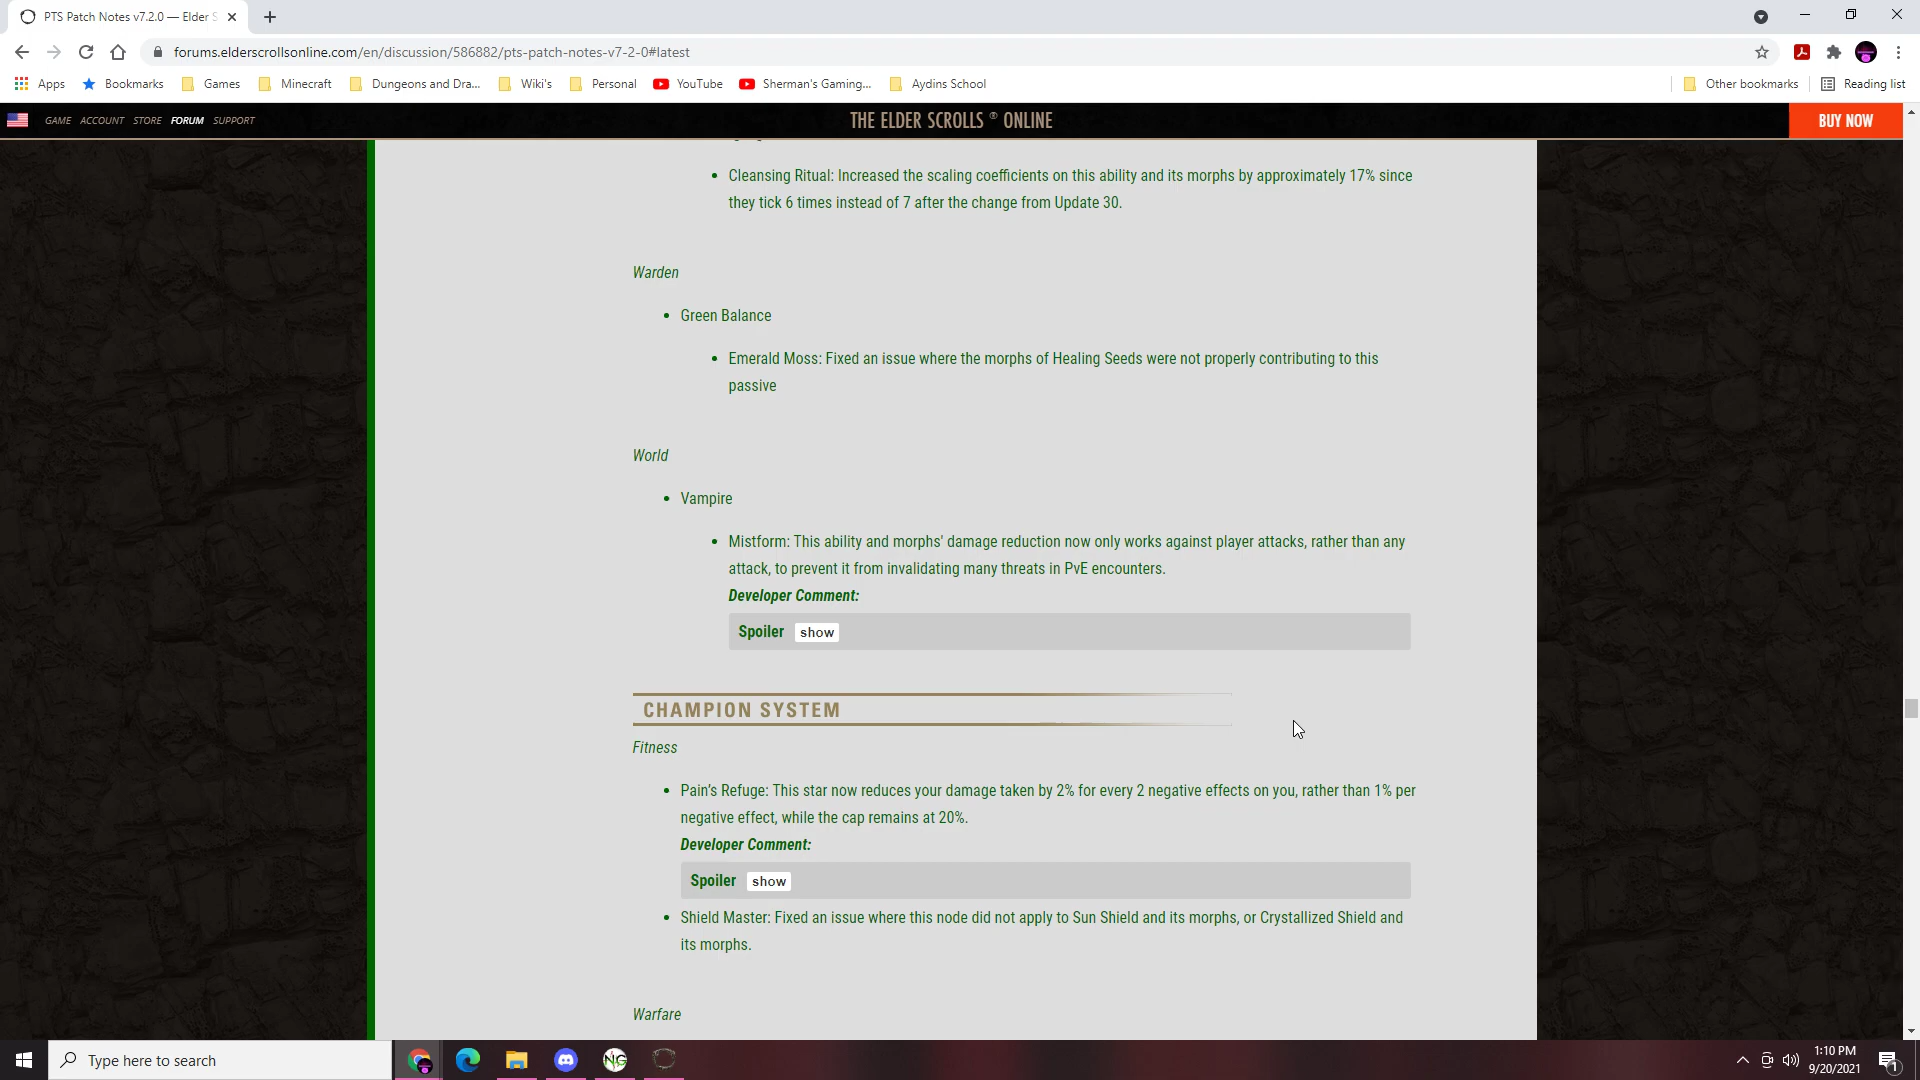 PTS Patch Notes v7.2.0 — Elder S
forums.elderscrollsonline.com/en/discussion/586882/pts-patch-notes-v7-2-0#latest
Apps Bookmarks Games Minecraft Dungeons and Dra... Wiki's Personal YouTube Sherman's Gaming... Aydins School Other bookmarks Reading list
GAME ACCOUNT STORE FORUM SUPPORT THE ELDER SCROLLS ® ONLINE BUY NOW
• Cleansing Ritual: Increased the scaling coefficients on this ability and its morphs by approximately 17% since
they tick 6 times instead of 7 after the change from Update 30.
Warden
• Green Balance
• Emerald Moss: Fixed an issue where the morphs of Healing Seeds were not properly contributing to this
passive
World
• Vampire
• Mistform: This ability and morphs' damage reduction now only works against player attacks, rather than any
attack, to prevent it from invalidating many threats in PvE encounters.
Developer Comment:
Spoiler show
CHAMPION SYSTEM
Fitness
• Pain's Refuge: This star now reduces your damage taken by 2% for every 2 negative effects on you, rather than 1% per
negative effect, while the cap remains at 20%.
Developer Comment:
Spoiler show
• Shield Master: Fixed an issue where this node did not apply to Sun Shield and its morphs, or Crystallized Shield and
its morphs.
Warfare
Type here to search
NG
1:10 PM
9/20/2021
1